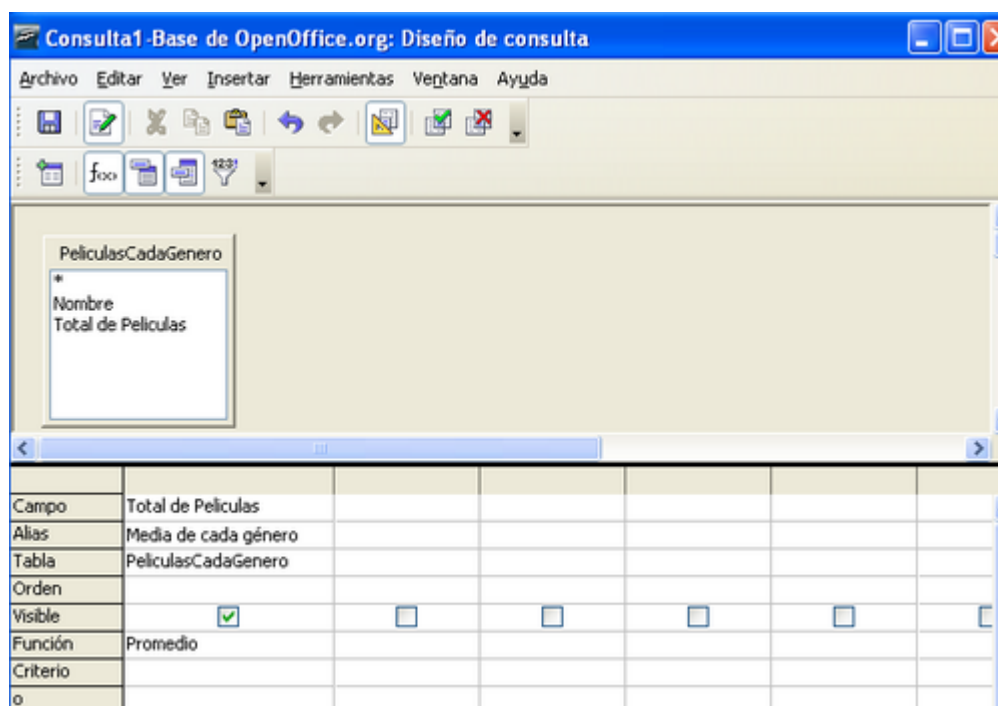 Consulta1-Base de OpenOffice.org: Diseño de consulta
Archivo Editar Ver Insertar Herramientas Ventana Ayuda
f(x) 123!
PeliculasCadaGenero
*
Nombre
Total de Peliculas
Campo Total de Peliculas
Alias Media de cada género
Tabla PeliculasCadaGenero
Orden
Visible
Función Promedio
Criterio
o